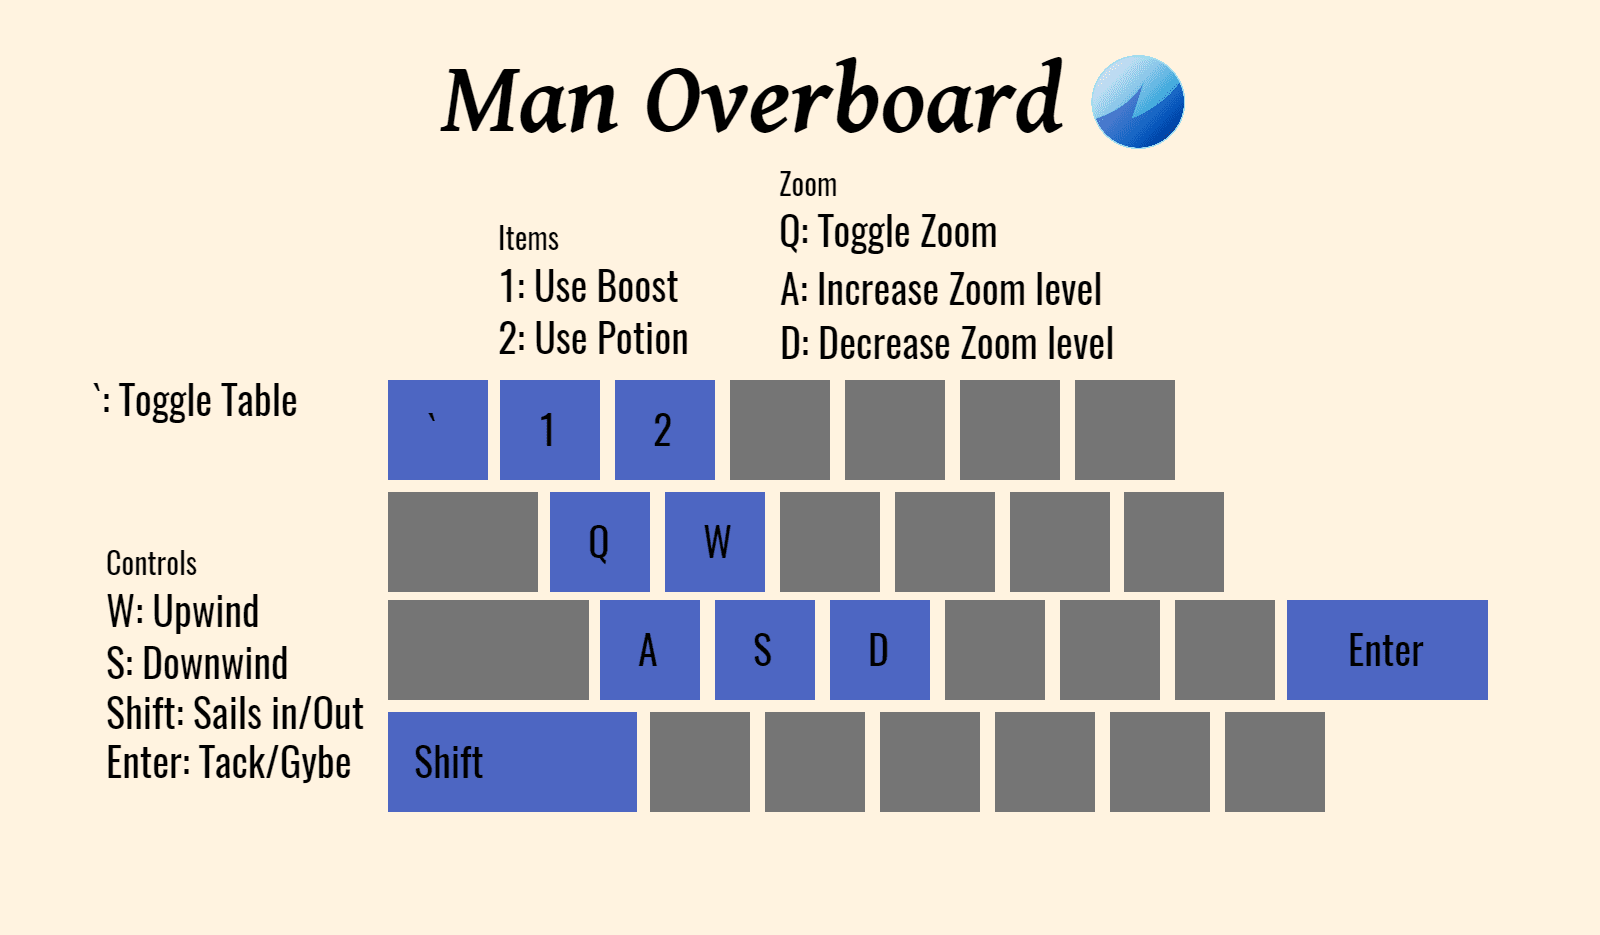 Man Overboard
Zoom
Q: Toggle Zoom
A: Increase Zoom level
D: Decrease Zoom level
Items
1: Use Boost
2: Use Potion
`: Toggle Table
` 1 2
Q W
Controls
W: Upwind
S: Downwind
Shift: Sails in/Out
Enter: Tack/Gybe
A S D Enter
Shift